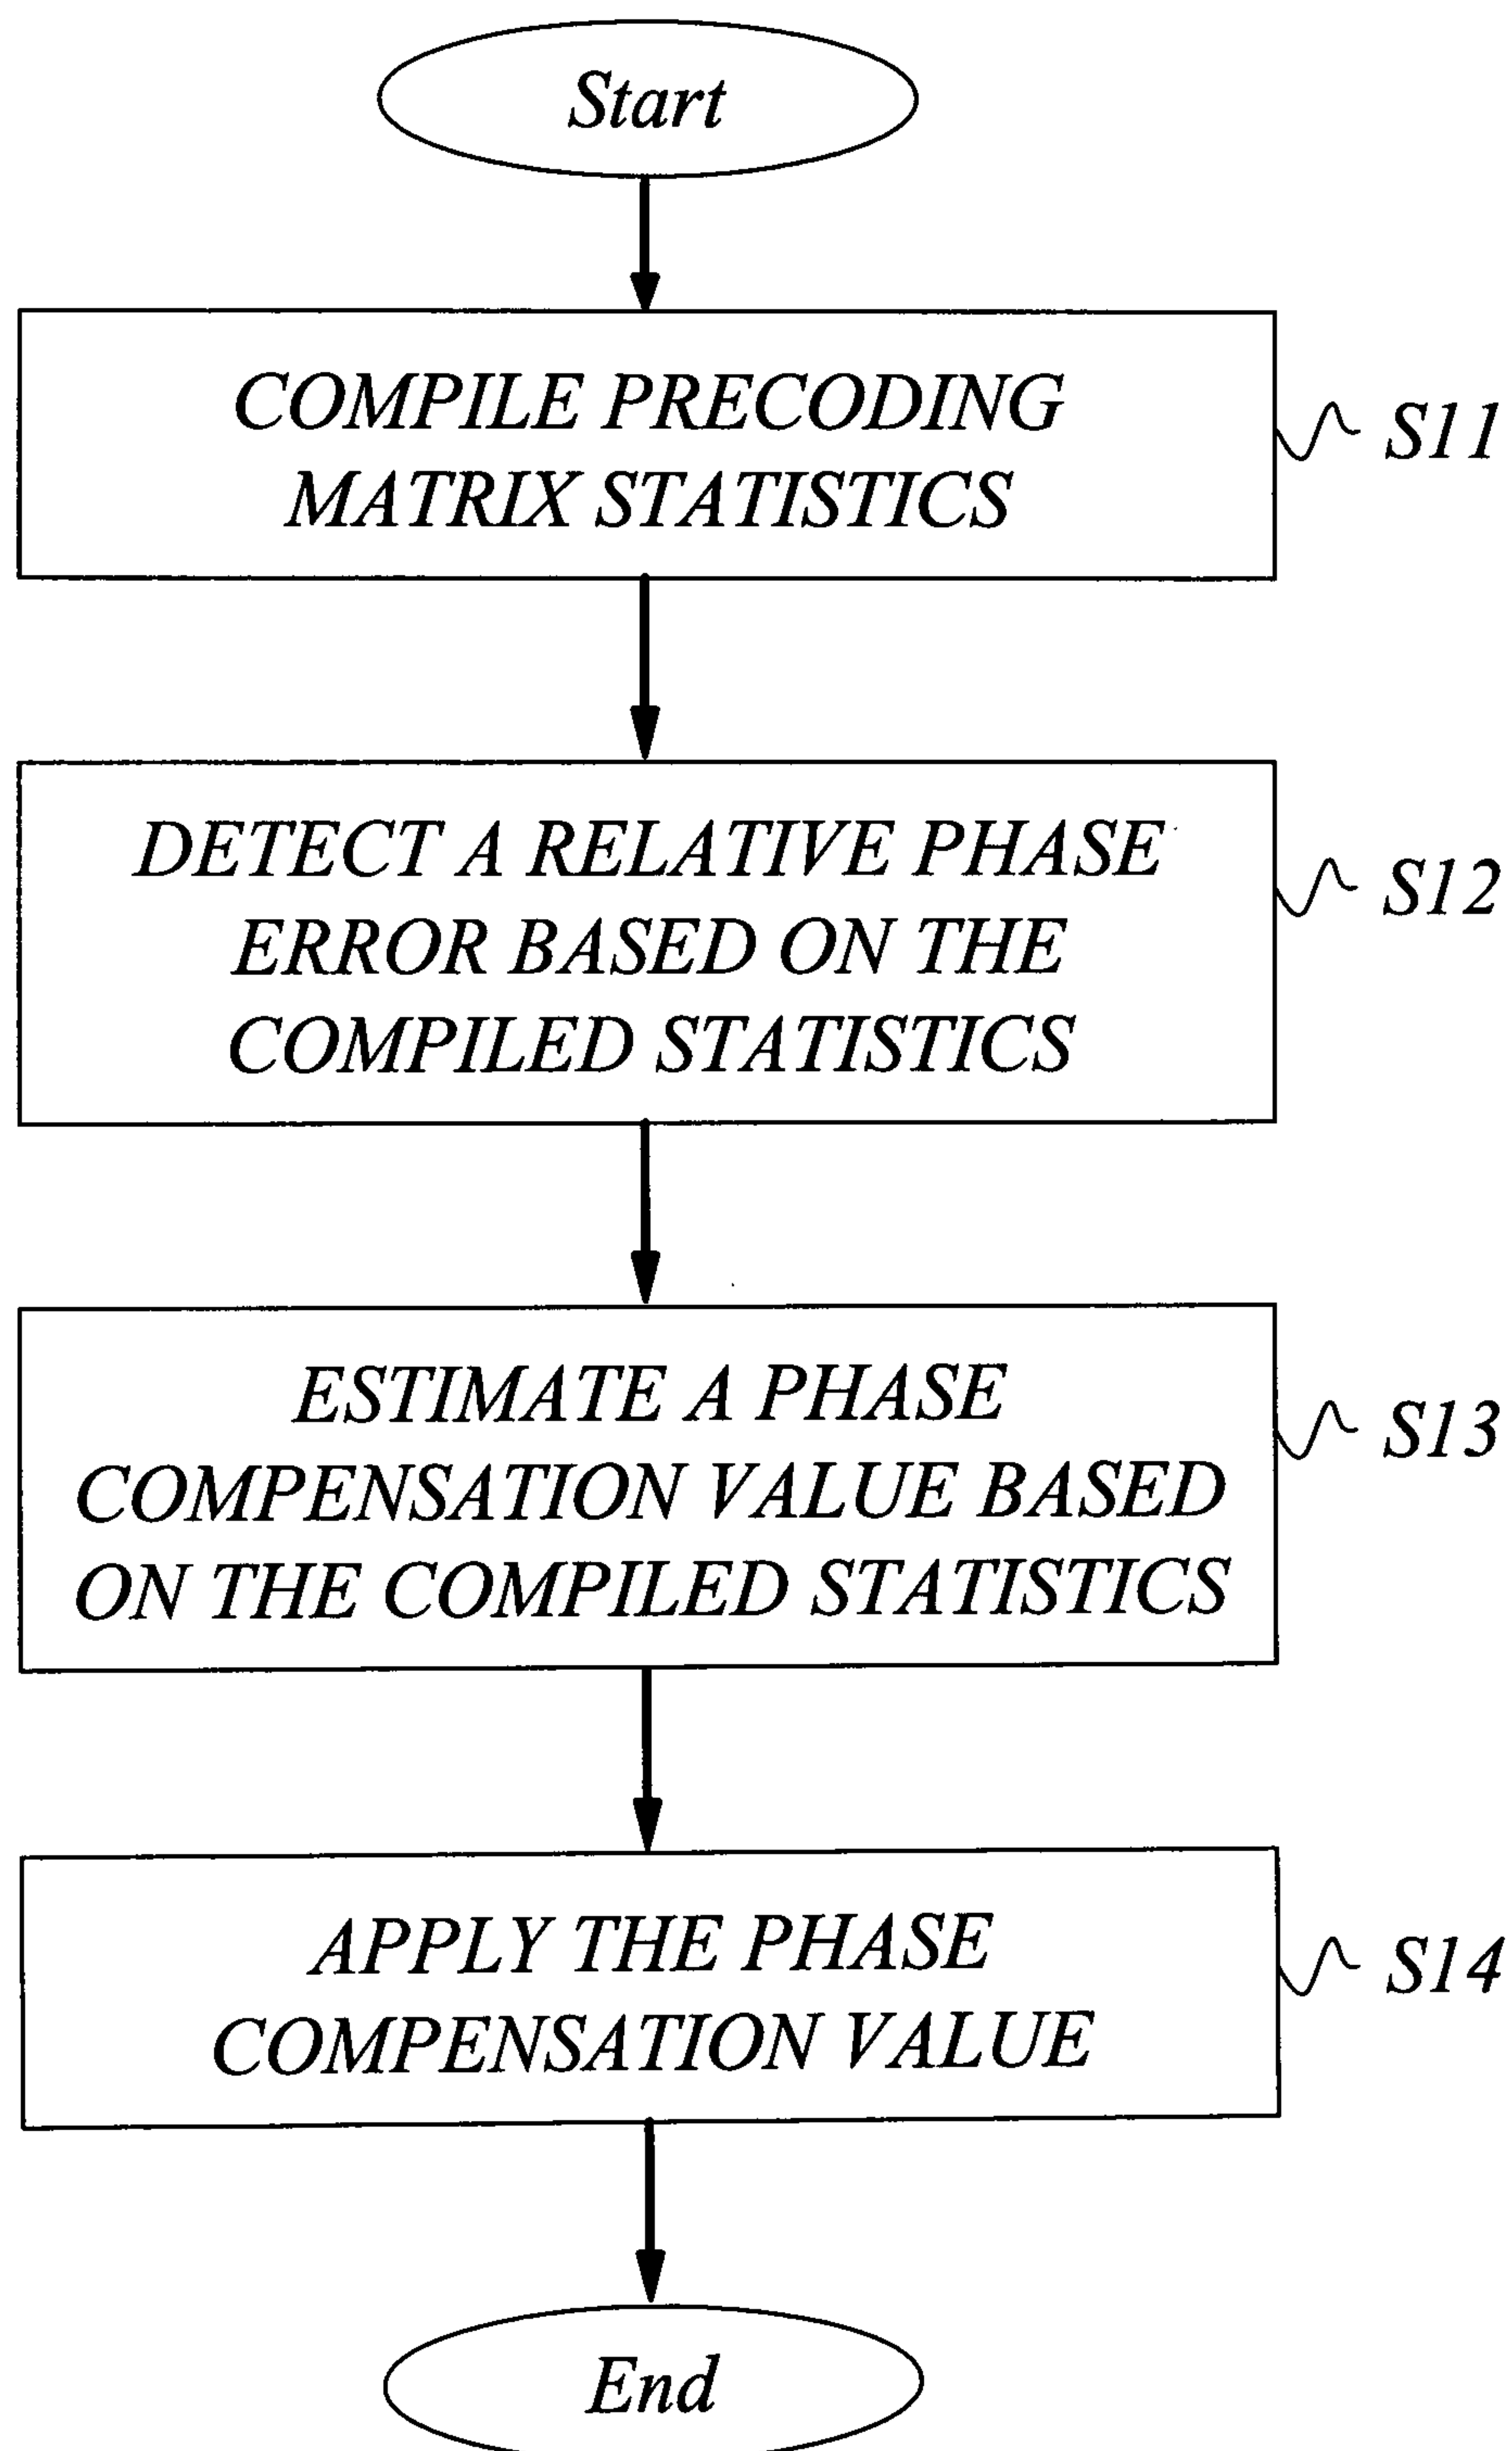 Start
COMPILE PRECODING
MATRIX STATISTICS
S11
DETECT A RELATIVE PHASE
ERROR BASED ON THE
COMPILED STATISTICS
S12
ESTIMATE A PHASE
COMPENSATION VALUE BASED
ON THE COMPILED STATISTICS
S13
APPLY THE PHASE
COMPENSATION VALUE
S14
End